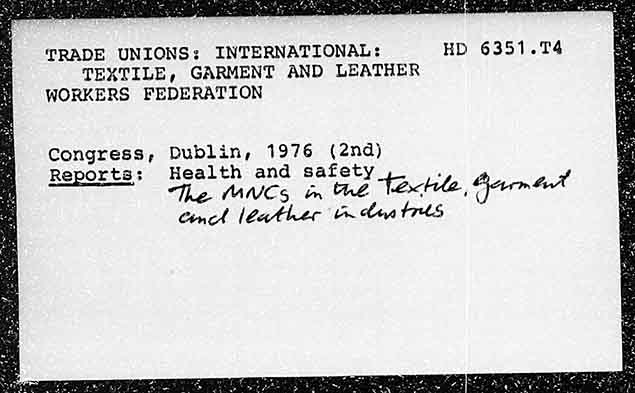 TRADE UNIONS: INTERNATIONAL: HD 6351.T4
TEXTILE, GARMENT AND LEATHER
WORKERS FEDERATION
Congress, Dublin, 1976 (2nd)
Reports: Health and safety
The MNCs in the Textile, garment
and leather industries